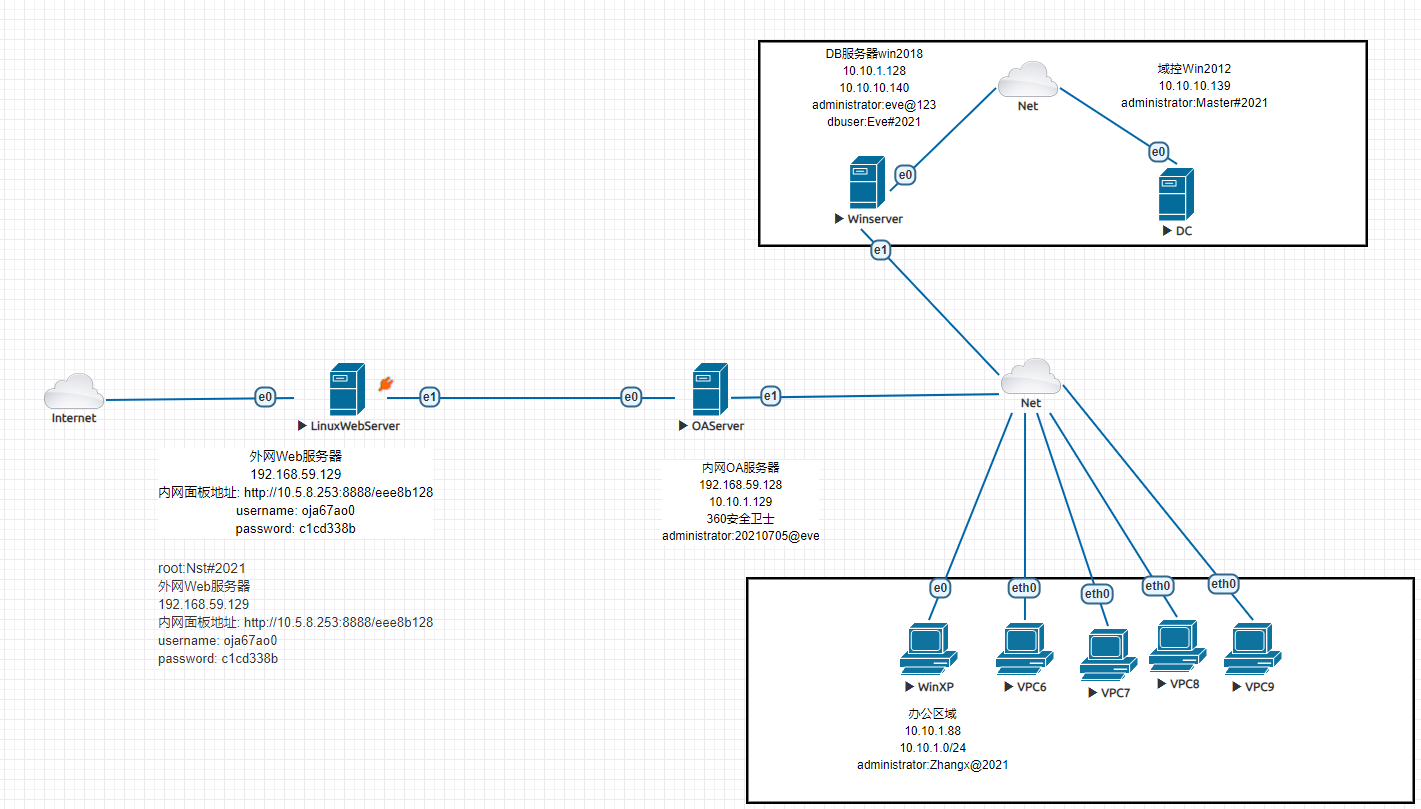 DB服务器win2018
10.10.1.128
10.10.10.140
administrator:eve@123
dbuser:Eve#2021
Net
域控Win2012
10.10.10.139
administrator:Master#2021
e0
e0
Winserver
DC
e1
Internet
e0
LinuxWebServer
e1
e0
OAServer
e1
Net
外网Web服务器
192.168.59.129
内网面板地址: http://10.5.8.253:8888/eee8b128
username: oja67ao0
password: c1cd338b
内网OA服务器
192.168.59.128
10.10.1.129
360安全卫士
administrator:20210705@eve
root:Nst#2021
外网Web服务器
192.168.59.129
内网面板地址: http://10.5.8.253:8888/eee8b128
username: oja67ao0
password: c1cd338b
e0
eth0
eth0
eth0
eth0
WinXP
VPC6
VPC7
VPC8
VPC9
办公区域
10.10.1.88
10.10.1.0/24
administrator:Zhangx@2021